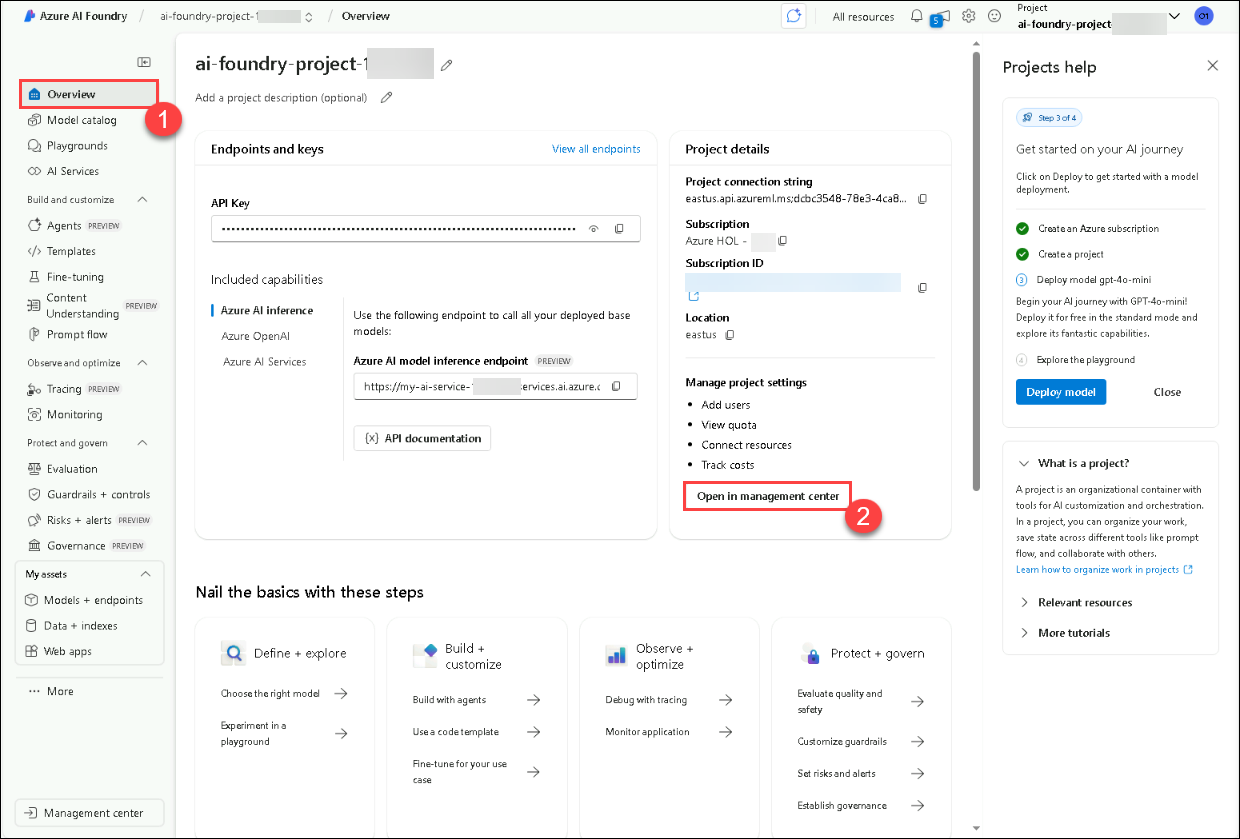 Azure AI Foundry / ai-foundry-project-1 / Overview
All resources
5
Project
ai-foundry-project-
01
Overview
1
Model catalog
Playgrounds
AI Services
Build and customize
Agents PREVIEW
Templates
Fine-tuning
Content
Understanding PREVIEW
Prompt flow
Observe and optimize
Tracing PREVIEW
Monitoring
Protect and govern
Evaluation
Guardrails + controls
Risks + alerts PREVIEW
Governance PREVIEW
My assets
Models + endpoints
Data + indexes
Web apps
More
Management center
ai-foundry-project-1
Add a project description (optional)
Endpoints and keys
View all endpoints
API Key
Included capabilities
Azure AI inference
Azure OpenAI
Azure AI Services
Use the following endpoint to call all your deployed base
models:
Azure AI model inference endpoint PREVIEW
https://my-ai-service- services.ai.azure.c
{x} API documentation
Project details
Project connection string
eastus.api.azureml.ms;dcbc3548-78e3-4ca8...
Subscription
Azure HOL -
Subscription ID
Location
eastus
Manage project settings
• Add users
• View quota
• Connect resources
• Track costs
Open in management center
2
Nail the basics with these steps
Define + explore
Choose the right model
Experiment in a
playground
Build +
customize
Build with agents
Use a code template
Fine-tune for your use
case
Observe +
optimize
Debug with tracing
Monitor application
Protect + govern
Evaluate quality and
safety
Customize guardrails
Set risks and alerts
Establish governance
Projects help
Step 3 of 4
Get started on your AI journey
Click on Deploy to get started with a model
deployment.
Create an Azure subscription
Create a project
3 Deploy model gpt-4o-mini
Begin your AI journey with GPT-4o-mini!
Deploy it for free in the standard mode and
explore its fantastic capabilities.
4 Explore the playground
Deploy model
Close
What is a project?
A project is an organizational container with
tools for AI customization and orchestration.
In a project, you can organize your work,
save state across different tools like prompt
flow, and collaborate with others.
Learn how to organize work in projects
Relevant resources
More tutorials